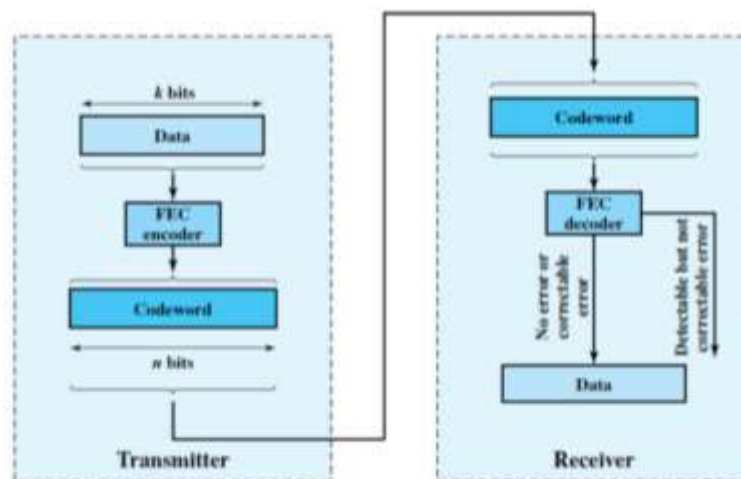 k bits
Data
FEC
encoder
Codeword
n bits
Transmitter
Codeword
FEC
decoder
No error or
correctable
error
Detectable but not
correctable error
Data
Receiver